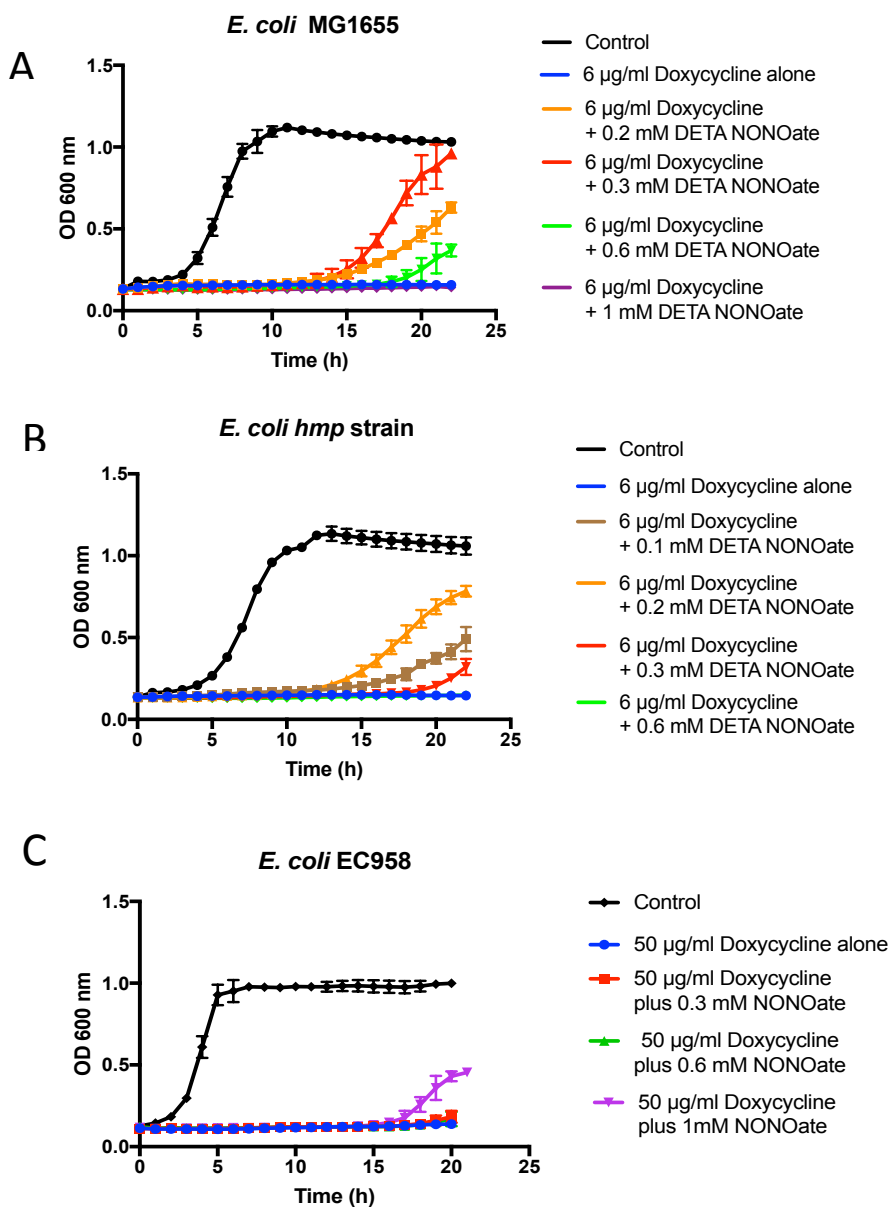 E. coli MG1655
A
1.5
1.0
0.5
0.0
OD 600 nm
0
5
10
15
20
25
Time (h)
Control
6 µg/ml Doxycycline alone
6 µg/ml Doxycycline
+ 0.2 mM DETA NONOate
6 µg/ml Doxycycline
+ 0.3 mM DETA NONOate
6 µg/ml Doxycycline
+ 0.6 mM DETA NONOate
6 µg/ml Doxycycline
+ 1 mM DETA NONOate
E. coli hmp strain
B
1.5
1.0
0.5
0.0
OD 600 nm
0
5
10
15
20
25
Time (h)
Control
6 µg/ml Doxycycline alone
6 µg/ml Doxycycline
+ 0.1 mM DETA NONOate
6 µg/ml Doxycycline
+ 0.2 mM DETA NONOate
6 µg/ml Doxycycline
+ 0.3 mM DETA NONOate
6 µg/ml Doxycycline
+ 0.6 mM DETA NONOate
C
E. coli EC958
1.5
1.0
0.5
0.0
OD 600 nm
0
5
10
15
20
25
Time (h)
Control
50 µg/ml Doxycycline alone
50 µg/ml Doxycycline
plus 0.3 mM NONOate
50 µg/ml Doxycycline
plus 0.6 mM NONOate
50 µg/ml Doxycycline
plus 1mM NONOate